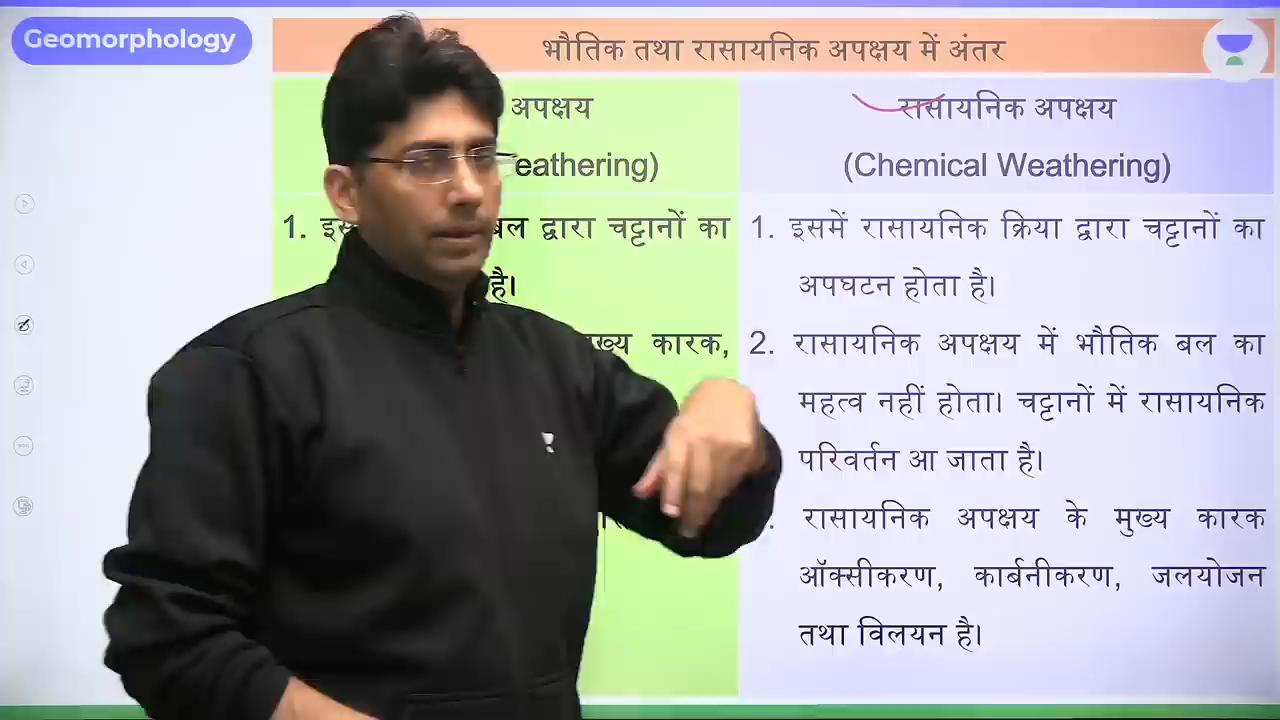 Geomorphology
भौतिक तथा रासायनिक अपक्षय में अंतर
अपक्षय
eathering)
रासायनिक अपक्षय
(Chemical Weathering)
1. इस
बल द्वारा चट्टानों का
है।
मुख्य कारक,
1. इसमें रासायनिक क्रिया द्वारा चट्टानों का
अपघटन होता है।
2. रासायनिक अपक्षय में भौतिक बल का
महत्व नहीं होता। चट्टानों में रासायनिक
परिवर्तन आ जाता है।
रासायनिक अपक्षय के मुख्य कारक
ऑक्सीकरण, कार्बनीकरण, जलयोजन
तथा विलयन है।